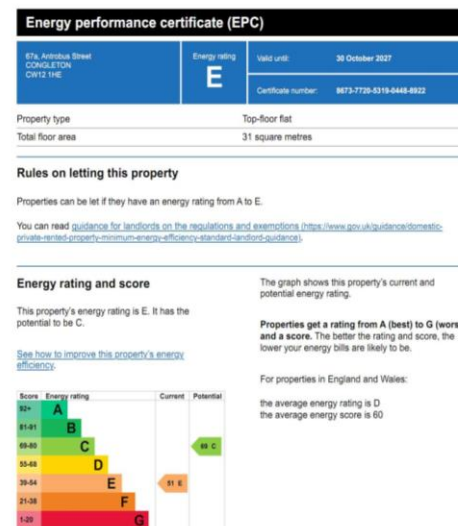 Energy performance certificate (EPC)
67a, Antrobus Street
CONGLETON
CW12 1HE
Energy rating
E
Valid until:
30 October 2027
Certificate number:
8673-7720-5319-0448-8922
Property type
Top-floor flat
Total floor area
31 square metres
Rules on letting this property
Properties can be let if they have an energy rating from A to E.
You can read guidance for landlords on the regulations and exemptions (https://www.gov.uk/guidance/domestic-
private-rented-property-minimum-energy-efficiency-standard-landlord-guidance).
Energy rating and score
This property's energy rating is E. It has the
potential to be C.
See how to improve this property's energy
efficiency.
Score Energy rating Current Potential
92+ A
81-91 B
69-80 C 69 C
55-68 D
39-54 E 51 E
21-38 F
1-20 G
The graph shows this property's current and
potential energy rating.
Properties get a rating from A (best) to G (wors
and a score. The better the rating and score, the
lower your energy bills are likely to be.
For properties in England and Wales:
the average energy rating is D
the average energy score is 60